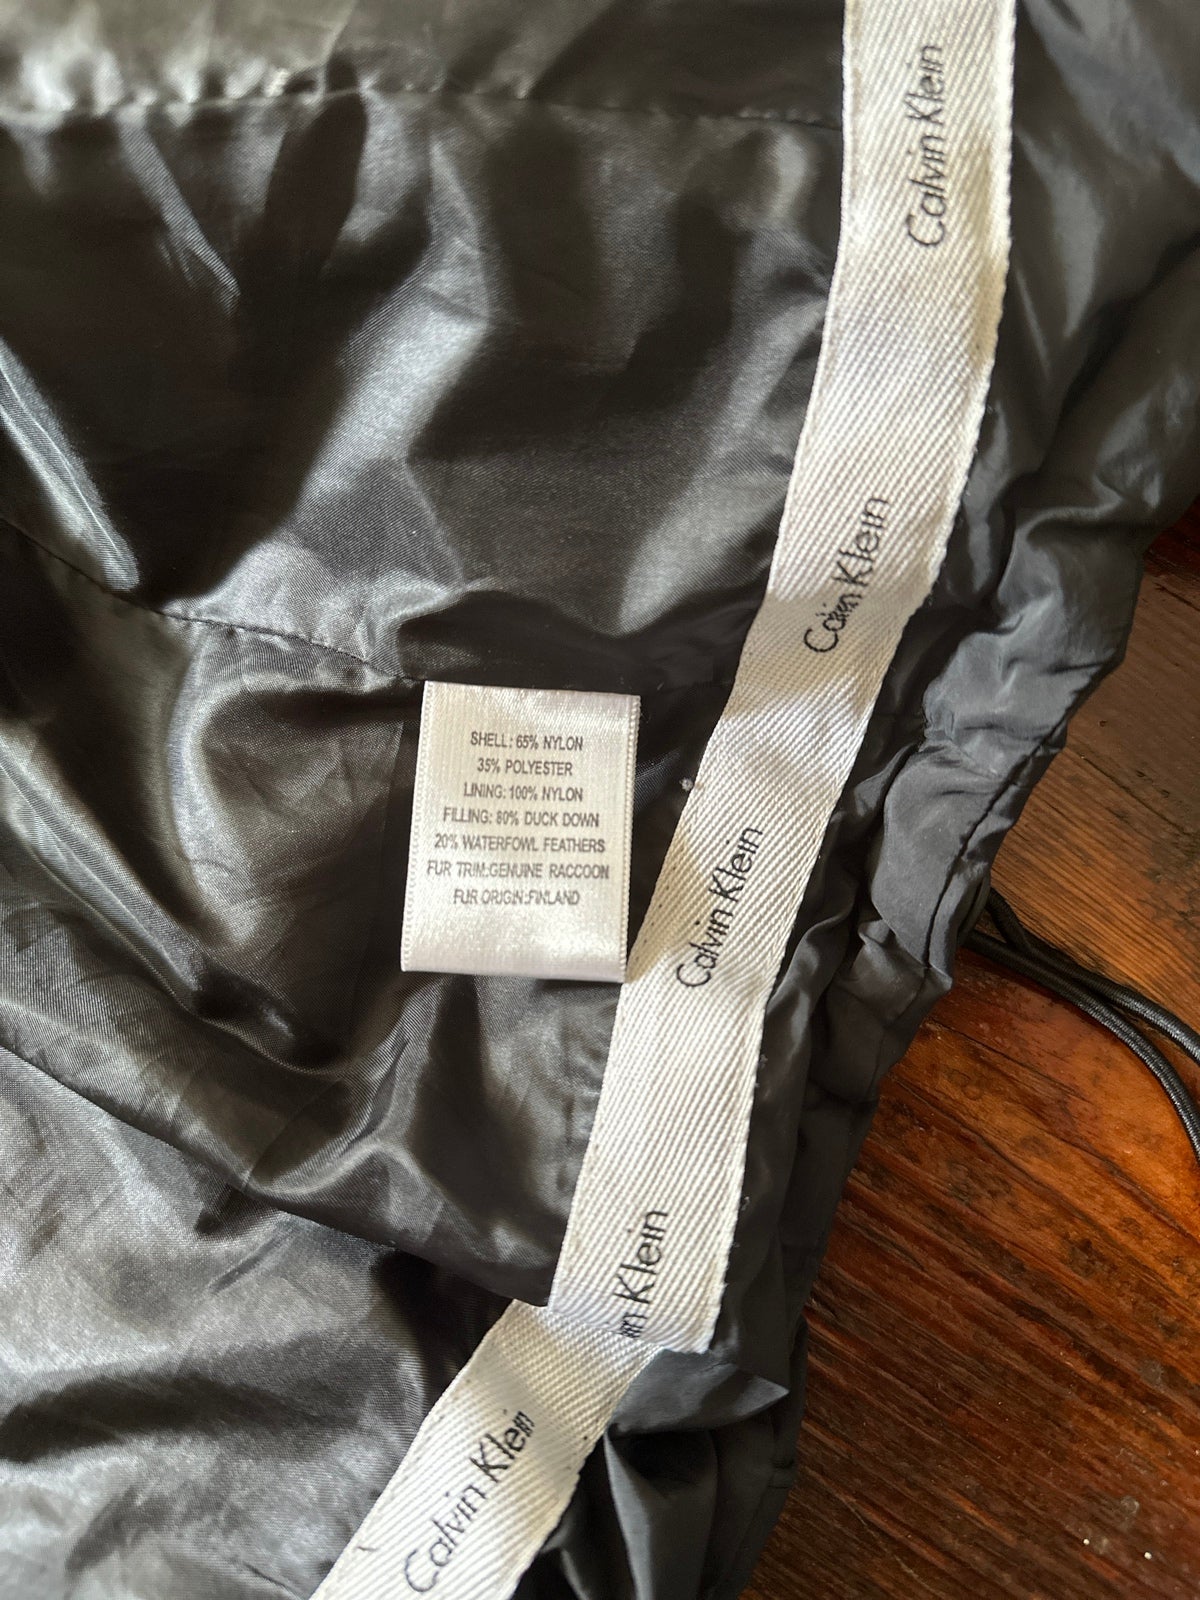 Calvin Klein
Calvin Klein
SHELL: 65% NYLON
35% POLYESTER
LINING: 100% NYLON
FILLING: 80% DUCK DOWN
20% WATERFOWL FEATHERS
FUR TRIM:GENUINE RACCOON
FUR ORIGIN:FINLAND
Calvin Klein
Klein
Calvin Klein